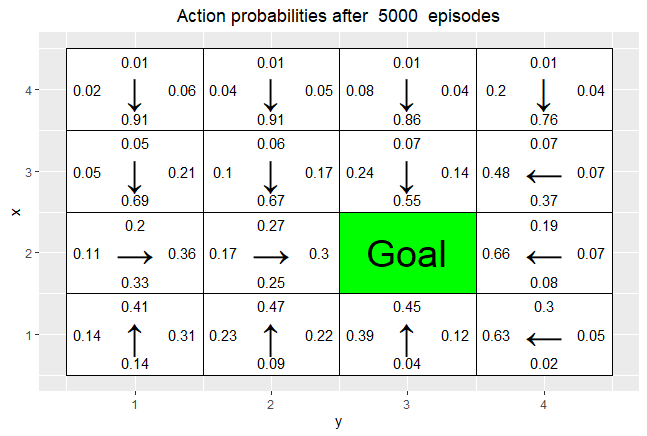 Action probabilities after 5000 episodes
0.01 0.01 0.01 0.01
4 0.02 0.06 0.04 0.05 0.08 0.04 0.2 0.04
0.91 0.91 0.86 0.76
0.05 0.06 0.07 0.07
3 0.05 0.21 0.1 0.17 0.24 0.14 0.48 0.07
0.69 0.67 0.55 0.37
x
0.2 0.27 0.19
2 0.11 0.36 0.17 0.3 Goal 0.66 0.07
0.33 0.25 0.08
0.41 0.47 0.45 0.3
1 0.14 0.31 0.23 0.22 0.39 0.12 0.63 0.05
0.14 0.09 0.04 0.02
1 2 3 4
y